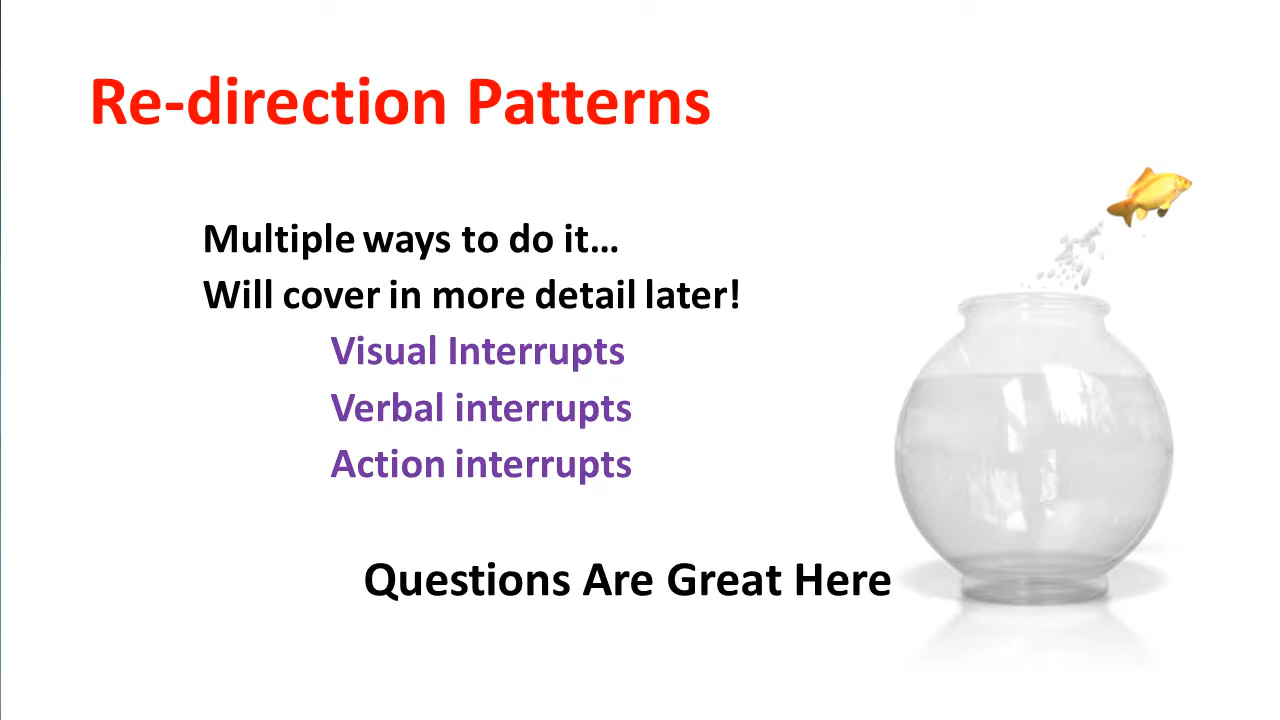 Re-direction Patterns
Multiple ways to do it…
Will cover in more detail later!
Visual Interrupts
Verbal interrupts
Action interrupts
Questions Are Great Here